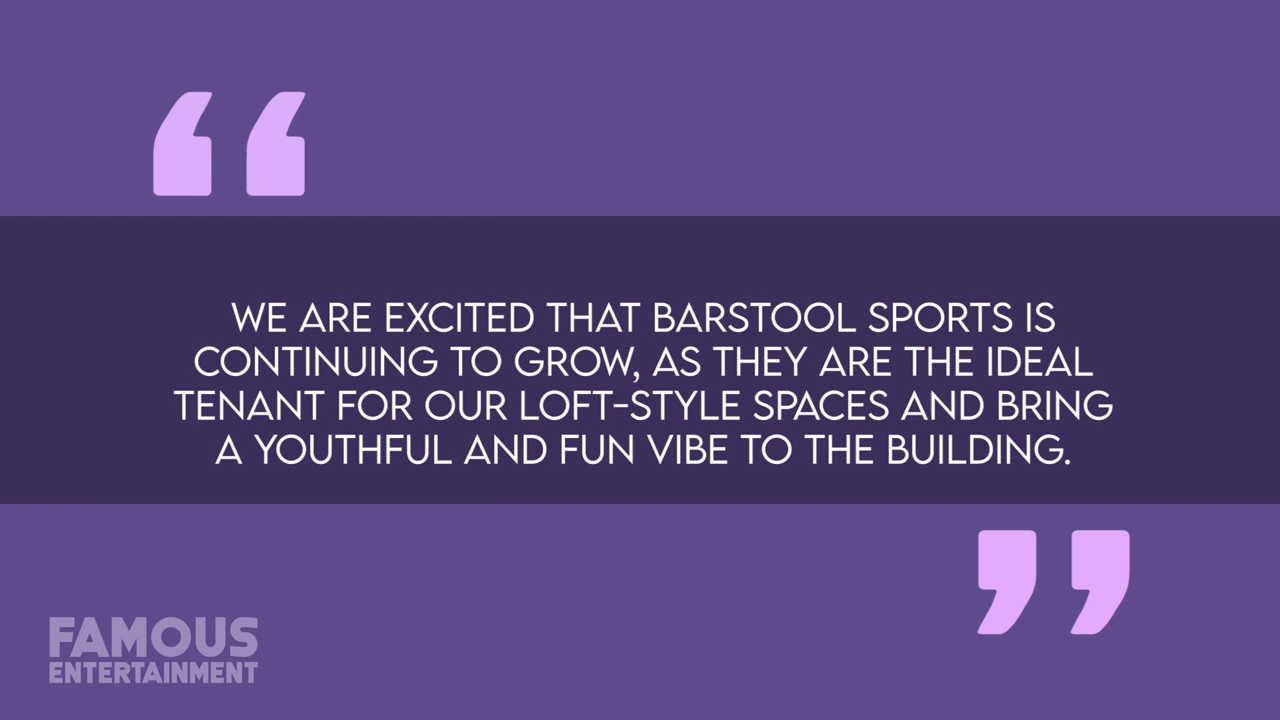 “
WE ARE EXCITED THAT BARSTOOL SPORTS IS
CONTINUING TO GROW, AS THEY ARE THE IDEAL
TENANT FOR OUR LOFT-STYLE SPACES AND BRING
A YOUTHFUL AND FUN VIBE TO THE BUILDING.
”
FAMOUS
ENTERTAINMENT